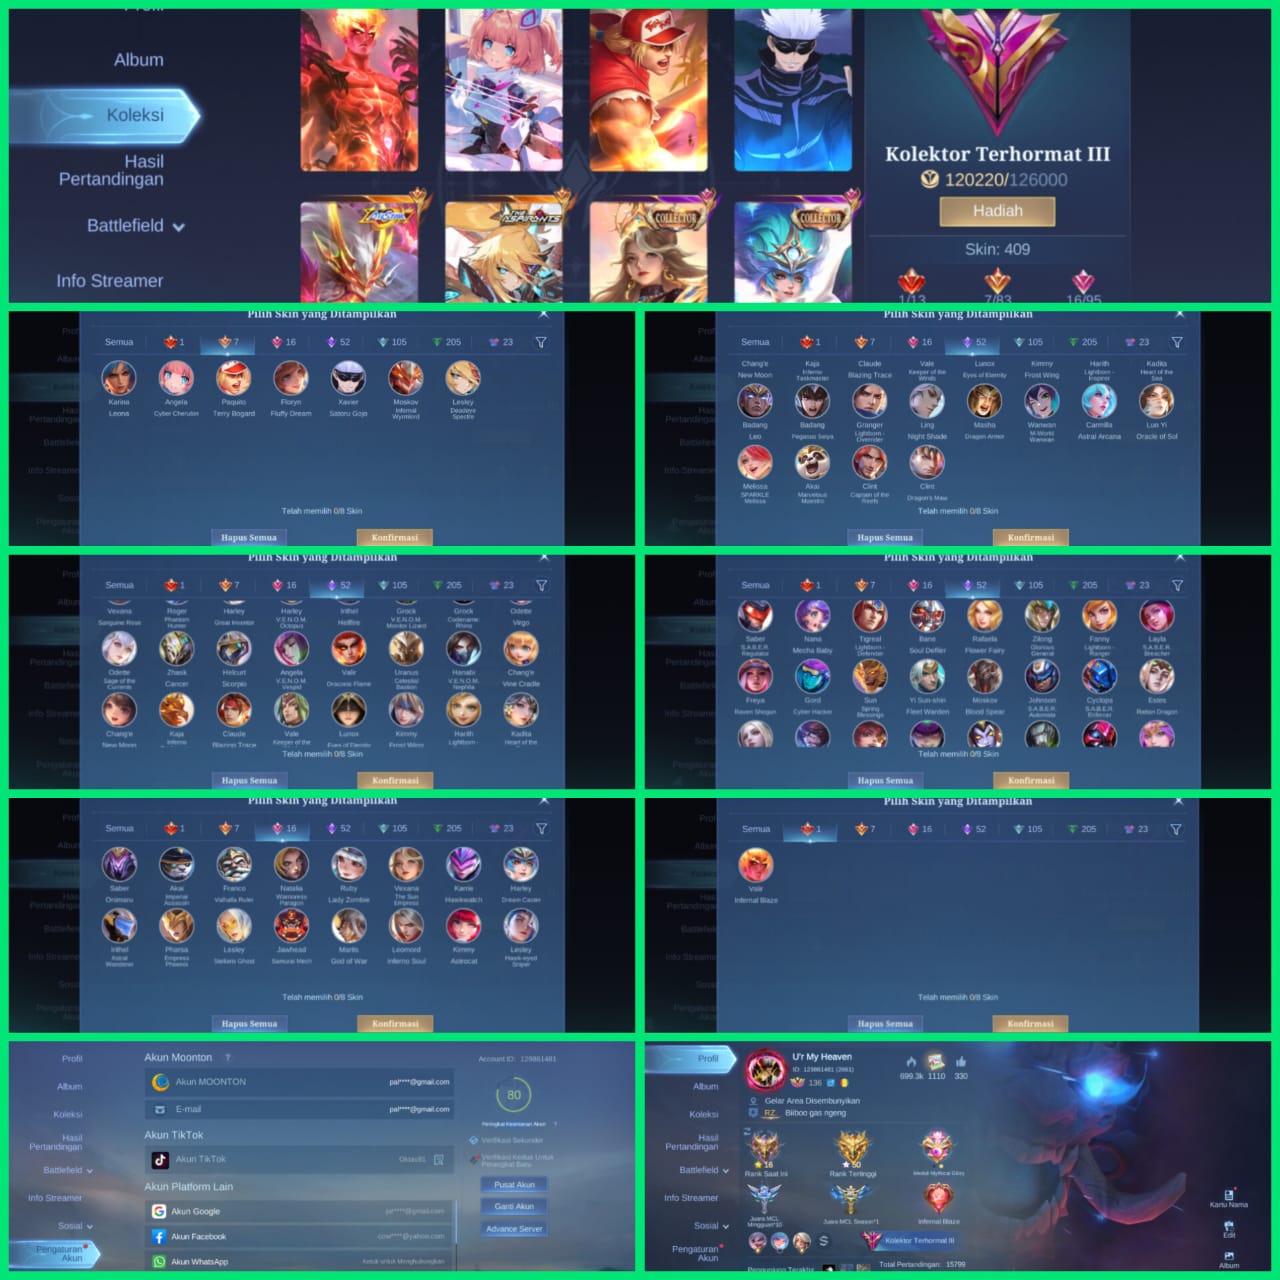 Album
Koleksi
Hasil
Pertandingan
Battlefield
Info Streamer
ALLSTAR
THE ASPIRANTS
COLLECTOR
COLLECTOR
Kolektor Terhormat III
120220/126000
Hadiah
Skin: 409
1/13 7/83 16/95
Pilih Skin yang Ditampilkan
Semua 1 7 16 52 105 205 23
Karina Angela Paquito Floryn Xavier Moskov Lesley
Leona Cyber Cherubim Terry Bogard Fluffy Dream Satoru Gojo Infernal Wyrmlord Deadeye Spectre
Telah memilih 0/8 Skin
Hapus Semua Konfirmasi
Pilih Skin yang Ditampilkan
Semua 1 7 16 52 105 205 23
Chang'e Kaja Claude Vale Lunox Kimmy Harith Kadita
New Moon Inferno Taskmaster Blazing Trace Keeper of the Winds Eyes of Eternity Frost Wing Lightborn - Inspirer Heart of the Sea
Badang Badang Granger Ling Masha Wanwan Carmilla Luo Yi
Leo Pegasus Seiya Lightborn - Overrider Night Shade Dragon Armor M-World Wanwan Astral Arcana Oracle of Sol
Melissa Akai Clint Clint
SPARKLE Melissa Marvelous Maestro Captain of the Reefs Dragon's Maw
Telah memilih 0/8 Skin
Hapus Semua Konfirmasi
Pilih Skin yang Ditampilkan
Semua 1 7 16 52 105 205 23
Vexana Roger Harley Harley Irithel Grock Grock Odette
Sanguine Rose Phantom Hunter Great Inventor V.E.N.O.M. Octopus Hellfire V.E.N.O.M. Monitor Lizard Codename: Rhino Virgo
Odette Zhask Helcurt Angela Valir Uranus Hanabi Chang'e
Sage of the Currents Cancer Scorpio V.E.N.O.M. Vespid Draconic Flame Celestial Bastion V.E.N.O.M. Nephila Vine Cradle
Chang'e Kaja Claude Vale Lunox Kimmy Harith Kadita
New Moon Inferno Blazing Trace Keeper of the Eyes of Eternity Frost Wing Lightborn - Heart of the
Telah memilih 0/8 Skin
Hapus Semua Konfirmasi
Pilih Skin yang Ditampilkan
Semua 1 7 16 52 105 205 23
Saber Nana Tigreal Bane Rafaela Zilong Fanny Layla
S.A.B.E.R. Regulator Mecha Baby Lightborn - Defender Soul Defiler Flower Fairy Glorious General Lightborn - Ranger S.A.B.E.R. Breacher
Freya Gord Sun Yi Sun-shin Moskov Johnson Cyclops Estes
Raven Shogun Cyber Hacker Spring Blessings Fleet Warden Blood Spear S.A.B.E.R. Automata S.A.B.E.R. Enforcer Rattan Dragon
Telah memilih 0/8 Skin
Hapus Semua Konfirmasi
Pilih Skin yang Ditampilkan
Semua 1 7 16 52 105 205 23
Saber Akai Franco Natalia Ruby Vexana Karrie Harley
Onimaru Imperial Assassin Valhalla Ruler Warmaress Paragon Lady Zombie The Sun Empress Hawkwatch Dream Caster
Irithel Pharsa Lesley Jawhead Martis Leomord Kimmy Lesley
Astral Wanderer Empress Phoenix Stellaris Ghost Samurai Mech God of War Inferno Soul Astrocat Hawk-eyed Sniper
Telah memilih 0/8 Skin
Hapus Semua Konfirmasi
Pilih Skin yang Ditampilkan
Semua 1 7 16 52 105 205 23
Valir
Infernal Blaze
Telah memilih 0/8 Skin
Hapus Semua Konfirmasi
Profil
Album
Koleksi
Hasil
Pertandingan
Battlefield
Info Streamer
Sosial
Pengaturan
Akun
Akun Moonton ?
Akun MOONTON pal****@gmail.com
E-mail pal****@gmail.com
Akun TikTok
Akun TikTok
Akun Platform Lain
Akun Google
Akun Facebook cow****@yahoo.com
Akun WhatsApp Ketuk untuk Menghubungkan
Account ID: 129861481
80
Peringkat Keamanan Akun ?
Verifikasi Sekunder
Verifikasi Kedua Untuk
Perangkat Baru
Pusat Akun
Ganti Akun
Advance Server
Profil
Album
Koleksi
Hasil
Pertandingan
Battlefield
Info Streamer
Sosial
Pengaturan
Akun
U'r My Heaven
ID: 129861481 (2061)
136
699.3k 1110 330
Gelar Area Disembunyikan
RZ. Biiboo gas ngeng
16 50
Rank Saat Ini Rank Tertinggi Medali Mythical Glory
Juara MCL Mingguan*10 Juara MCL Season*1 Infernal Blaze
Kolektor Terhormat III
Pengunjung Terakhir
Total Pertandingan: 15799
Kartu Nama
Edit
Album